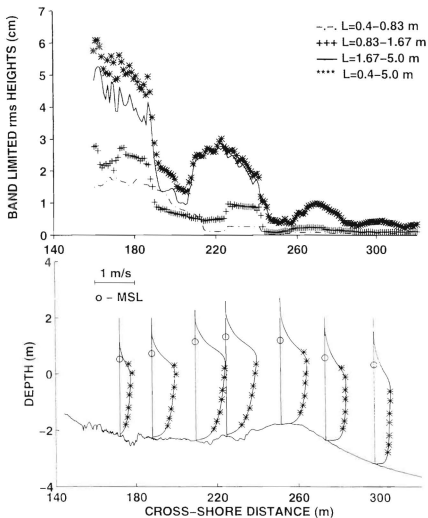 BAND LIMITED rms HEIGHTS (cm)
7
6
5
4
3
2
1
0
-·-·- L=0.4-0.83 m
+++ L=0.83-1.67 m
— L=1.67-5.0 m
**** L=0.4-5.0 m
140 180 220 260 300
DEPTH (m)
4
2
0
-2
-4
1 m/s
o - MSL
140 180 220 260 300
CROSS-SHORE DISTANCE (m)